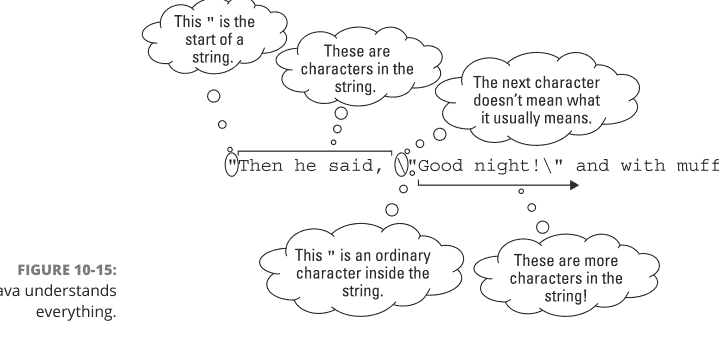 This " is the
start of a
string.
These are
characters in the
string.
The next character
doesn't mean what
it usually means.
"Then he said, \"Good night!\" and with muff
This " is an ordinary
character inside the
string.
These are more
characters in the
string!
FIGURE 10-15:
ava understands
everything.